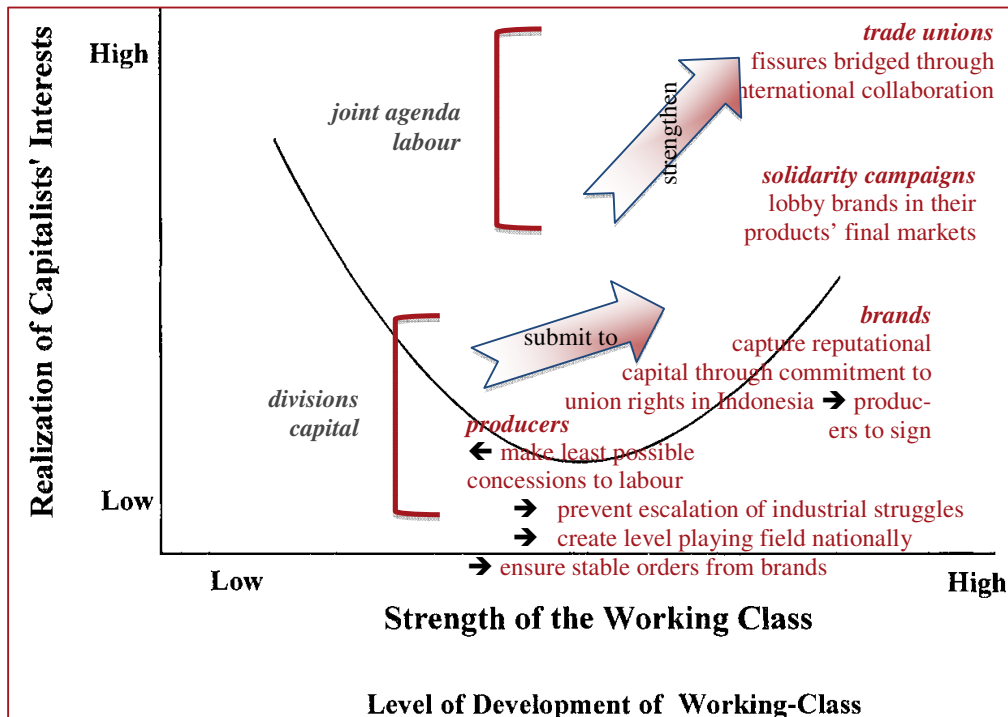 Realization of Capitalists' Interests
High
Low
joint agenda
labour
strengthen
trade unions
fissures bridged through
nternational collaboration
solidarity campaigns
lobby brands in their
products’ final markets
divisions
capital
submit to
brands
capture reputational
capital through commitment to
union rights in Indonesia ➔ produc-
ers to sign
producers
🡸 make least possible
concessions to labour
➔ prevent escalation of industrial struggles
➔ create level playing field nationally
➔ ensure stable orders from brands
Low
High
Strength of the Working Class
Level of Development of Working-Class